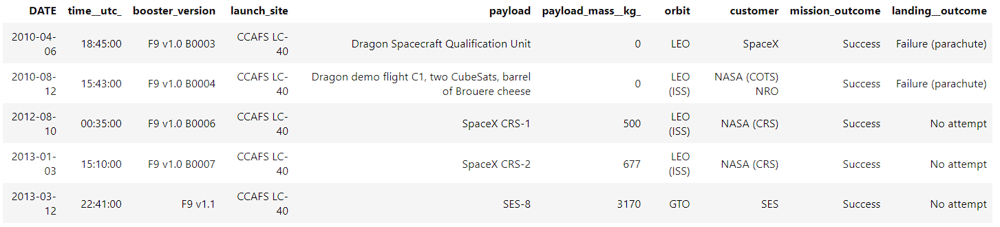 DATE time__utc_ booster_version launch_site payload payload_mass__kg_ orbit customer mission_outcome landing__outcome
2010-04-
06 18:45:00 F9 v1.0 B0003 CCAFS LC-
40 Dragon Spacecraft Qualification Unit 0 LEO SpaceX Success Failure (parachute)
2010-08-
12 15:43:00 F9 v1.0 B0004 CCAFS LC-
40 Dragon demo flight C1, two CubeSats, barrel
of Brouere cheese 0 LEO
(ISS) NASA (COTS)
NRO Success Failure (parachute)
2012-08-
10 00:35:00 F9 v1.0 B0006 CCAFS LC-
40 SpaceX CRS-1 500 LEO
(ISS) NASA (CRS) Success No attempt
2013-01-
03 15:10:00 F9 v1.0 B0007 CCAFS LC-
40 SpaceX CRS-2 677 LEO
(ISS) NASA (CRS) Success No attempt
2013-03-
12 22:41:00 F9 v1.1 CCAFS LC-
40 SES-8 3170 GTO SES Success No attempt